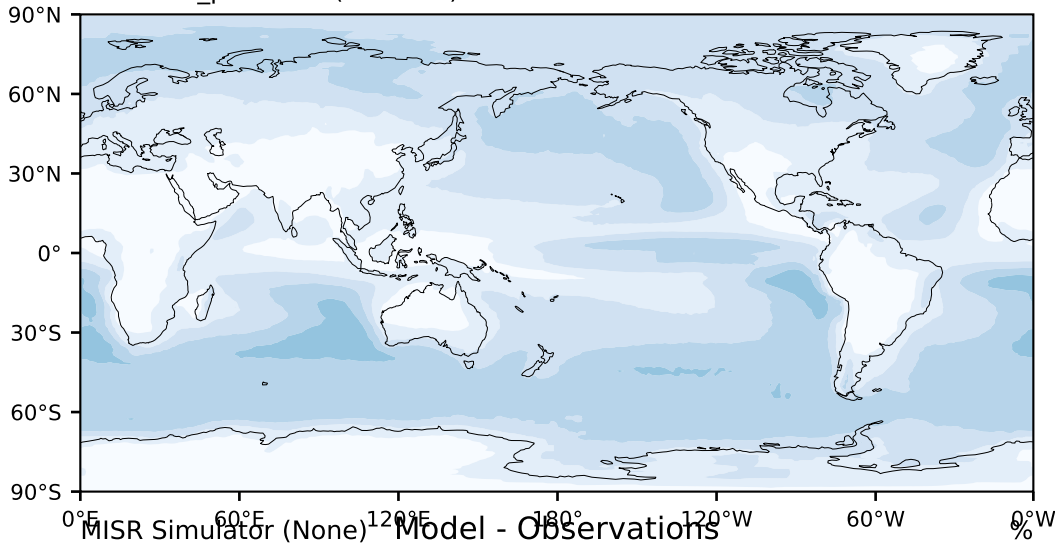 90°N
60°N
30°N
0°
30°S
60°S
90°S
0°E 60°E 120°E 180° 120°W 60°W 0°W
MISR Simulator (None) Model - Observations %